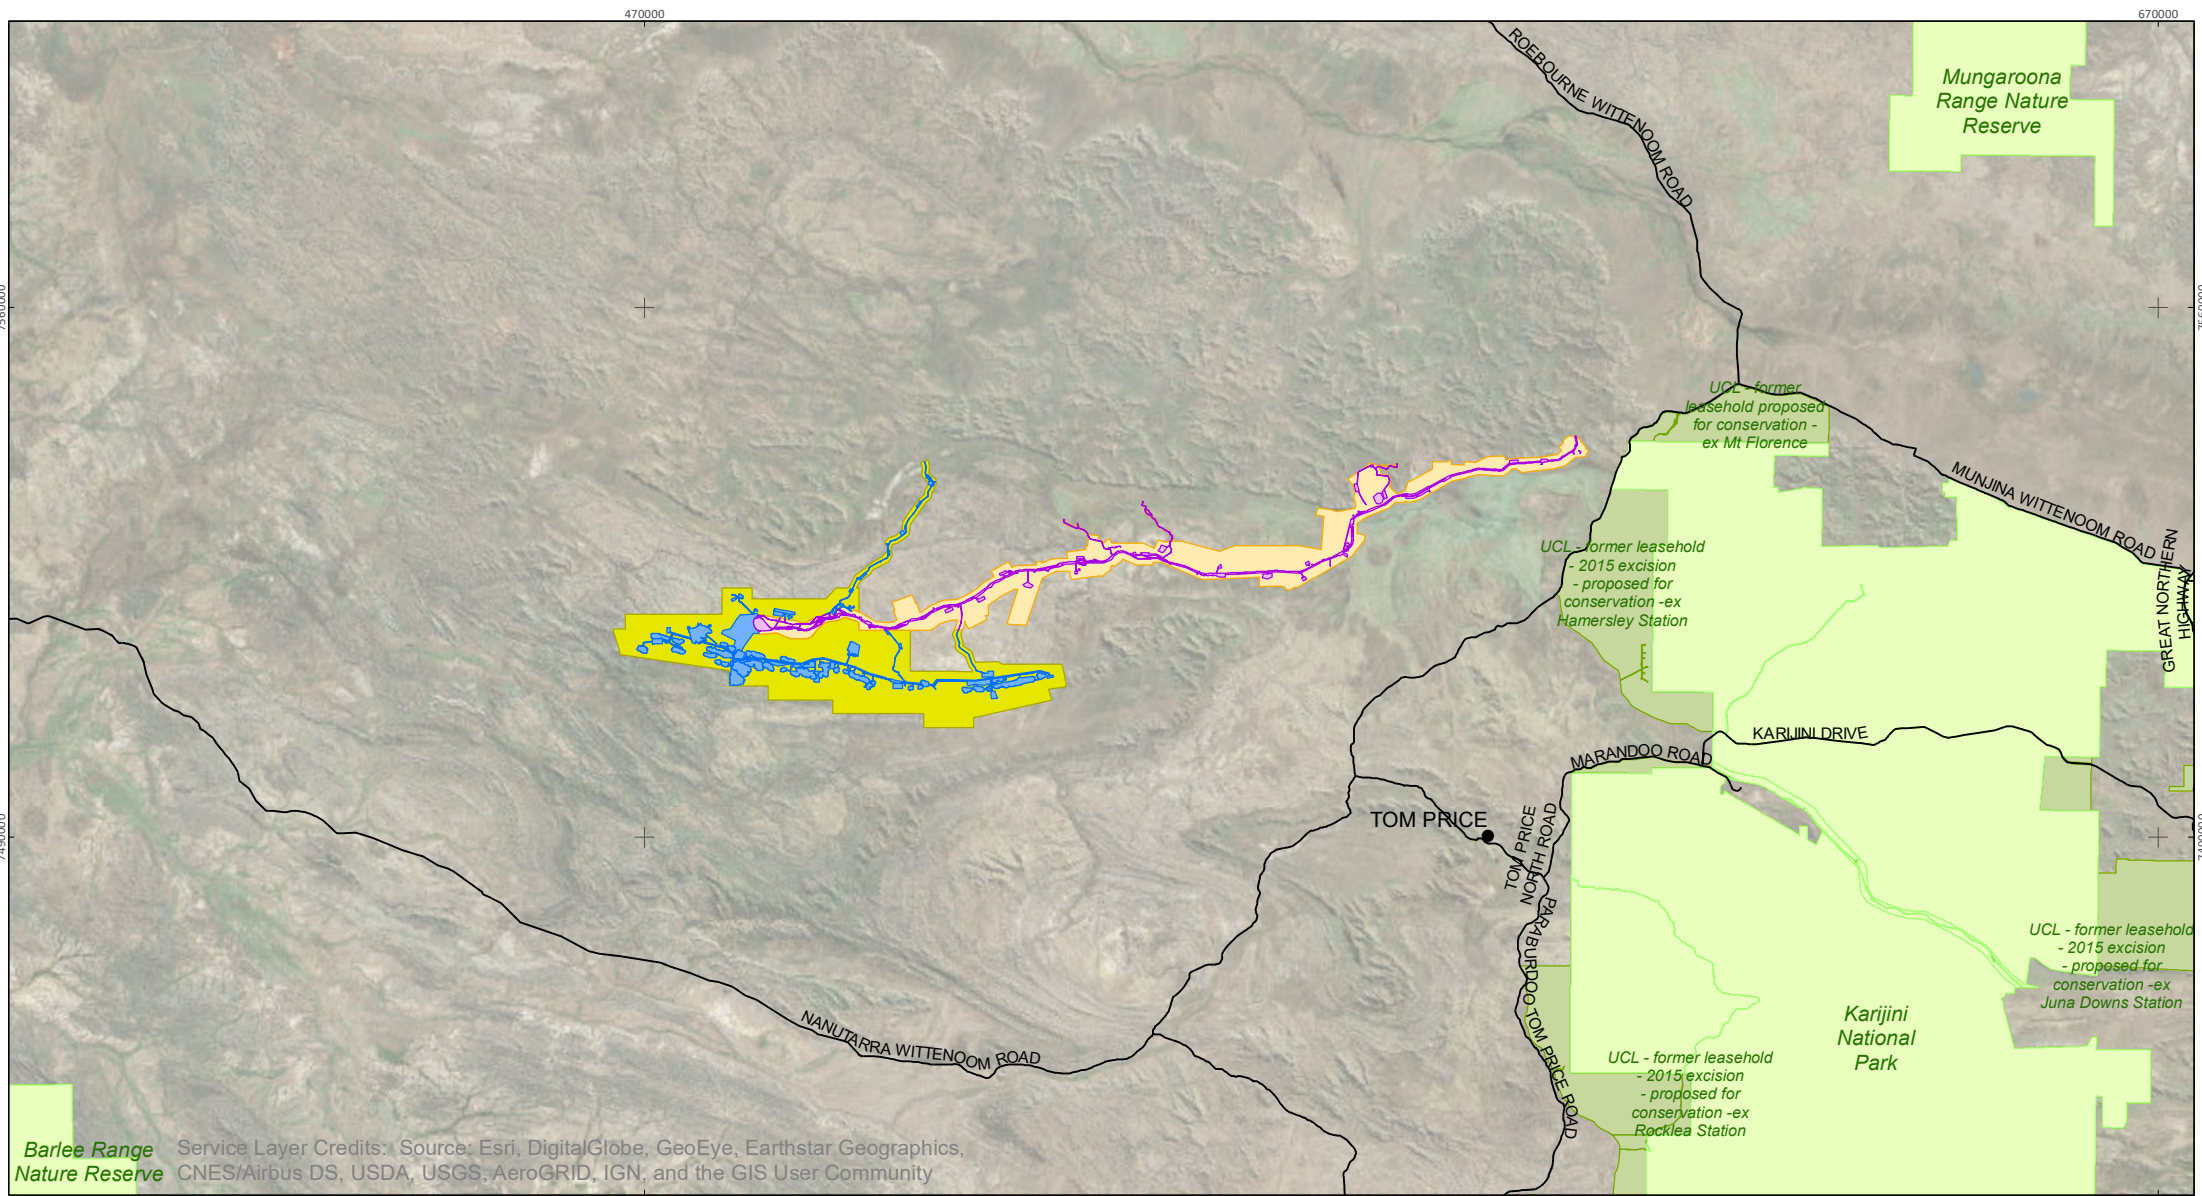 470000
670000
ROEBOURNE WITTENOOM ROAD
Mungaroona
Range Nature
Reserve
7560000
7560000
UCL - former
leasehold proposed
for conservation -
ex Mt Florence
MUNJINA WITTENOOM ROAD
GREAT NORTHERN
HIGHWAY
UCL - former leasehold
- 2015 excision
- proposed for
conservation -ex
Hamersley Station
KARIJINI DRIVE
MARANDOO ROAD
TOM PRICE
TOM PRICE
NORTH ROAD
7490000
7490000
PARABURDOO TOM PRICE ROAD
UCL - former leasehold
- 2015 excision
- proposed for
conservation -ex
Juna Downs Station
Karijini
National
Park
NANUTARRA WITTENOOM ROAD
UCL - former leasehold
- 2015 excision
- proposed for
conservation -ex
Rocklea Station
Barlee Range
Nature Reserve
Service Layer Credits: Source: Esri, DigitalGlobe, GeoEye, Earthstar Geographics,
CNES/Airbus DS, USDA, USGS, AeroGRID, IGN, and the GIS User Community